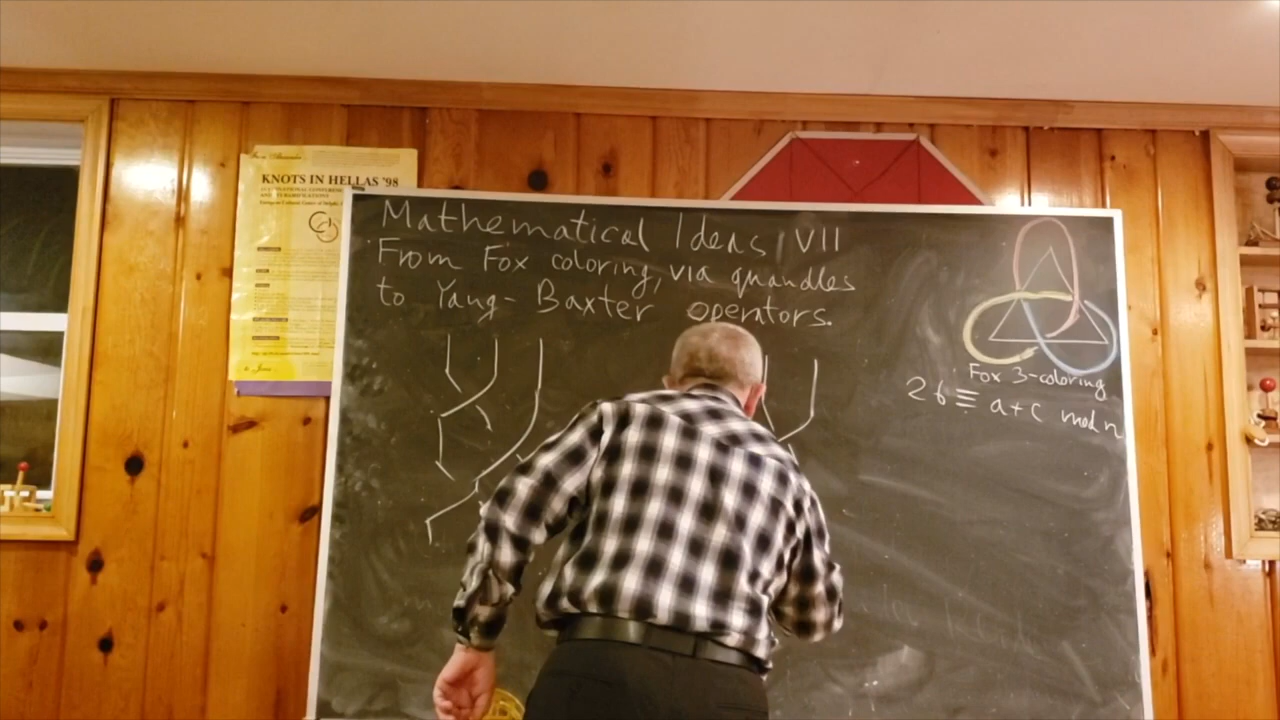 KNOTS IN HELLAS '98
Mathematical Ideas VII
From Fox coloring, via quandles
to Yang-Baxter operators.
Fox 3-coloring
2b ≡ a+c mod n